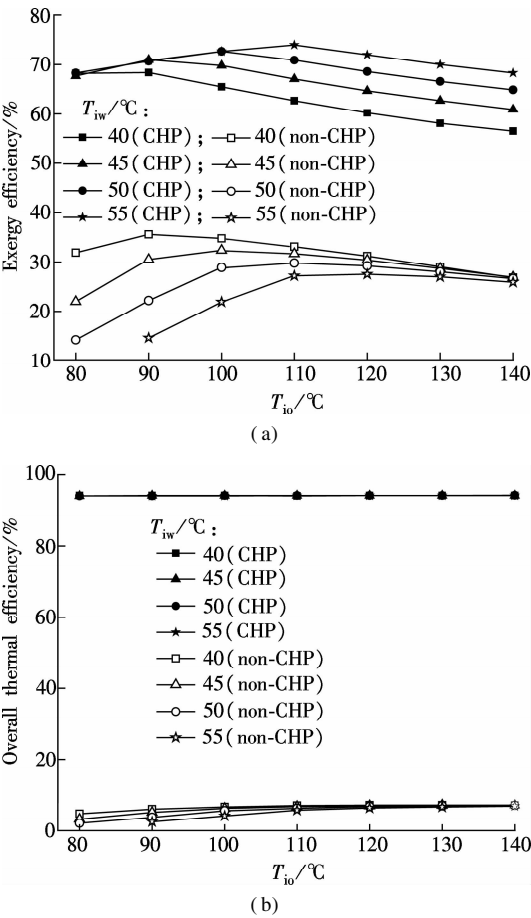 80
70
60
50
40
30
20
10
Exergy efficiency/%
T_iw/℃:
40(CHP); 40(non-CHP)
45(CHP); 45(non-CHP)
50(CHP); 50(non-CHP)
55(CHP); 55(non-CHP)
80 90 100 110 120 130 140
T_io/℃
(a)
100
80
60
40
20
0
Overall thermal efficiency/%
T_iw/℃:
40(CHP)
45(CHP)
50(CHP)
55(CHP)
40(non-CHP)
45(non-CHP)
50(non-CHP)
55(non-CHP)
80 90 100 110 120 130 140
T_io/℃
(b)